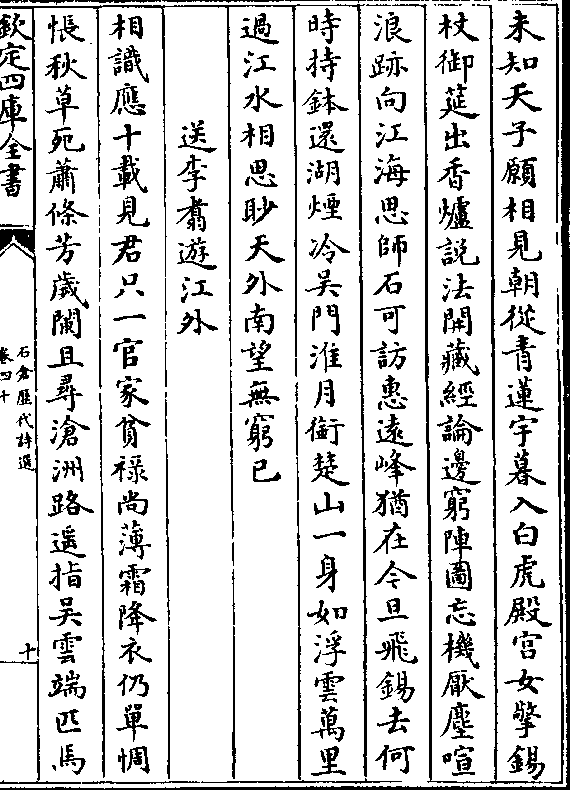 未知天子願相見朝從青蓮宇暮入白虎殿宮女擎錫
杖御筵出香爐説法開藏經論邊窮陣圖忘機厭塵喧
浪跡向江海思師石可訪惠遠峰猶在今旦飛錫去何
時持鉢還湖煙冷吳門淮月銜楚山一身如浮雲萬里
過江水相思眇天外南望無窮已
送李翥遊江外
相識應十載見君只一官家貧禄尚薄霜降衣仍單惆
悵秋草死蕭條芳歲闌且尋滄洲路遥指吳雲端匹馬
欽定四庫全書
石倉歷代詩選
卷四十
十